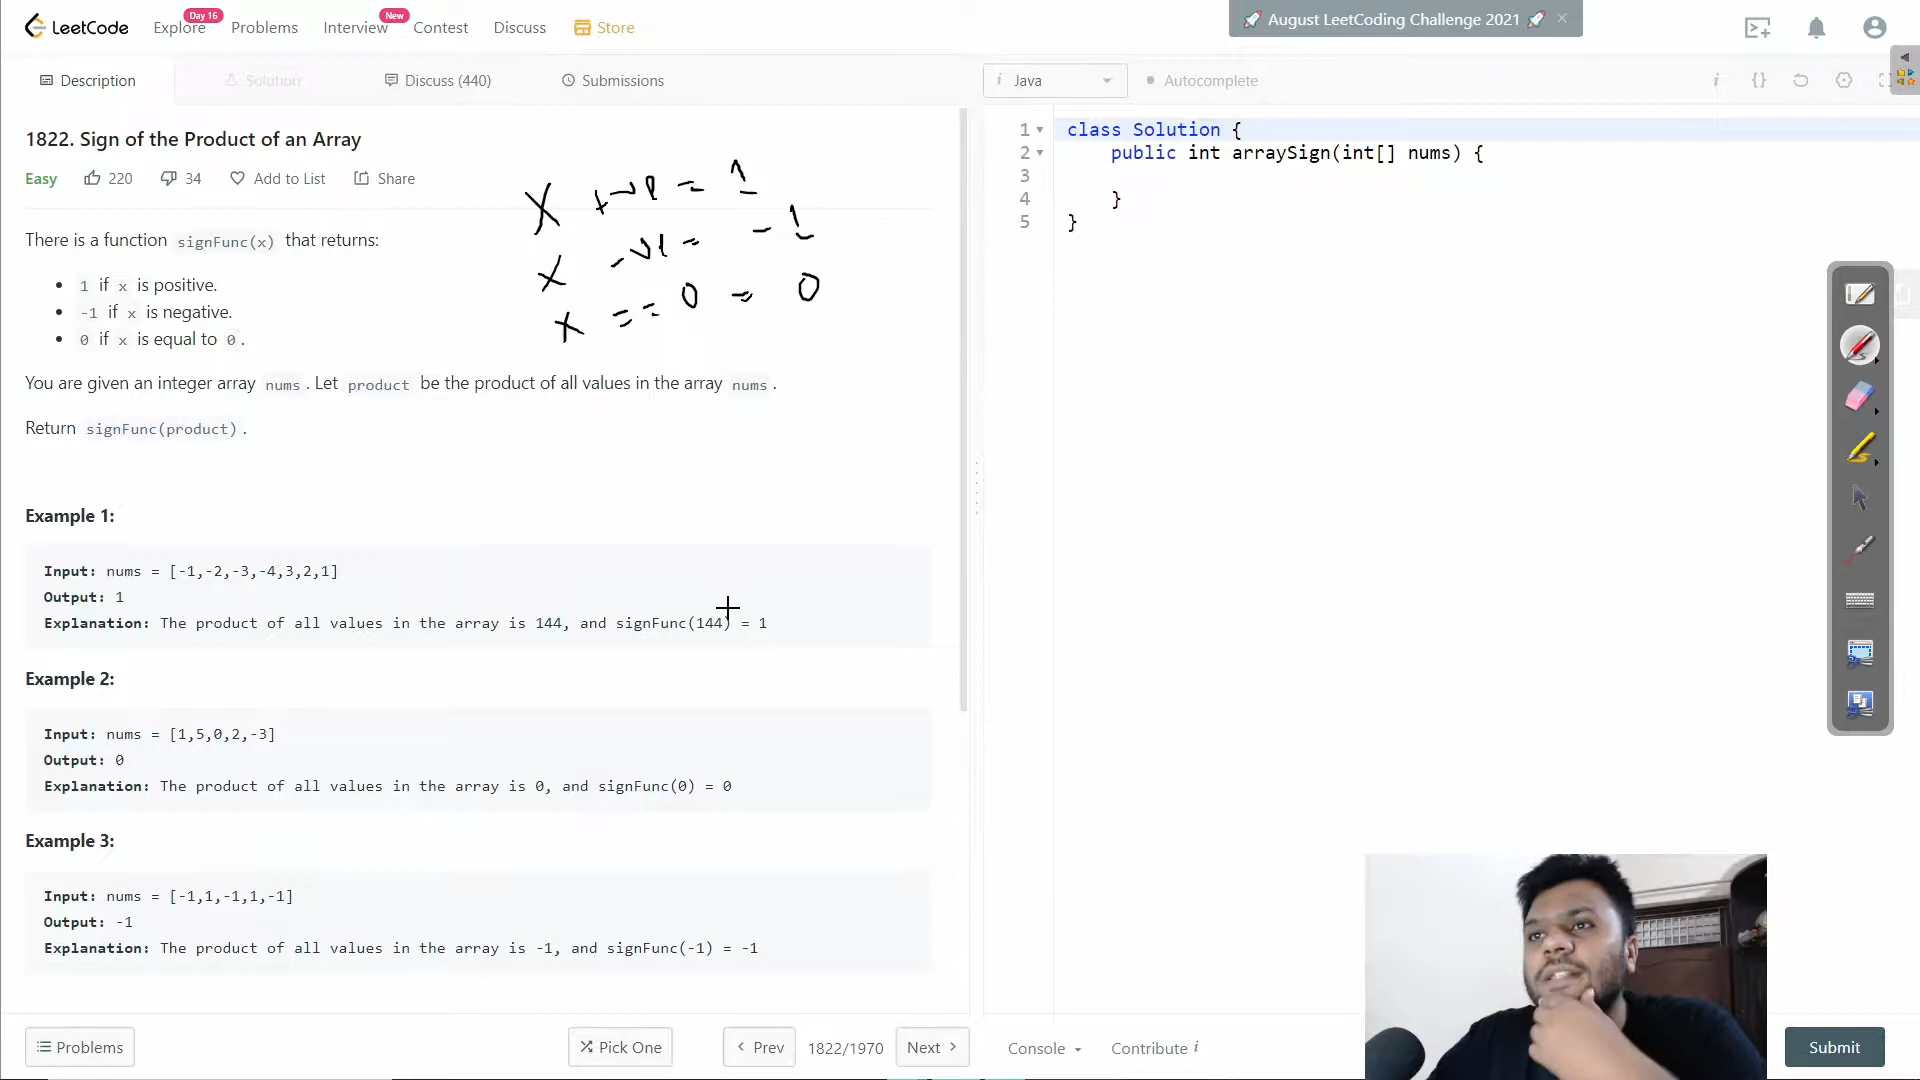 LeetCode
Explore
Day 16
Problems
Interview
New
Contest
Discuss
Store
August LeetCoding Challenge 2021
Description
Solution
Discuss (440)
Submissions
i Java
Autocomplete
1822. Sign of the Product of an Array
Easy
220
34
Add to List
Share
There is a function signFunc(x) that returns:
1 if x is positive.
-1 if x is negative.
0 if x is equal to 0.
You are given an integer array nums. Let product be the product of all values in the array nums.
Return signFunc(product).
X +ve = 1
X -ve = -1
X == 0 = 0
Example 1:
Input: nums = [-1,-2,-3,-4,3,2,1]
Output: 1
Explanation: The product of all values in the array is 144, and signFunc(144) = 1
Example 2:
Input: nums = [1,5,0,2,-3]
Output: 0
Explanation: The product of all values in the array is 0, and signFunc(0) = 0
Example 3:
Input: nums = [-1,1,-1,1,-1]
Output: -1
Explanation: The product of all values in the array is -1, and signFunc(-1) = -1
1 class Solution {
2 public int arraySign(int[] nums) {
3
4 }
5 }
Problems
Pick One
Prev
1822/1970
Next
Console
Contribute i
Submit